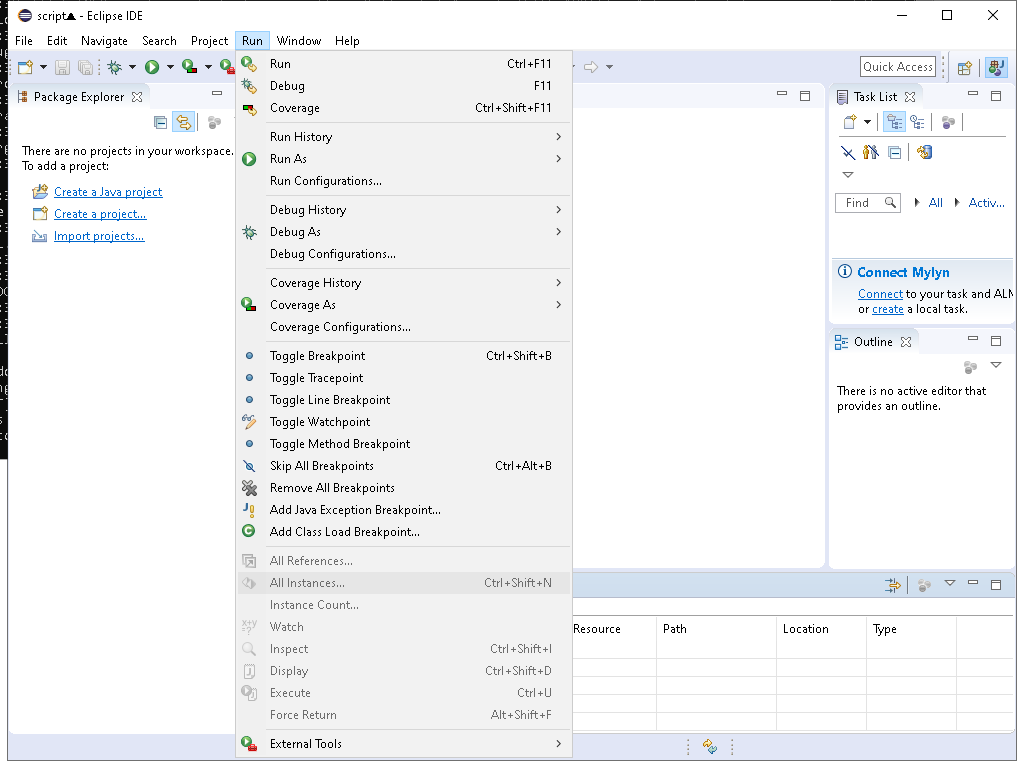 script▲ - Eclipse IDE
File Edit Navigate Search Project Run Window Help
Quick Access
Package Explorer
There are no projects in your workspace.
To add a project:
Create a Java project
Create a project...
Import projects...
Run Ctrl+F11
Debug F11
Coverage Ctrl+Shift+F11
Run History
Run As
Run Configurations...
Debug History
Debug As
Debug Configurations...
Coverage History
Coverage As
Coverage Configurations...
Toggle Breakpoint Ctrl+Shift+B
Toggle Tracepoint
Toggle Line Breakpoint
Toggle Watchpoint
Toggle Method Breakpoint
Skip All Breakpoints Ctrl+Alt+B
Remove All Breakpoints
Add Java Exception Breakpoint...
Add Class Load Breakpoint...
All References...
All Instances... Ctrl+Shift+N
Instance Count...
Watch
Inspect Ctrl+Shift+I
Display Ctrl+Shift+D
Execute Ctrl+U
Force Return Alt+Shift+F
External Tools
Task List
Find All Activ...
Connect Mylyn
Connect to your task and ALM
or create a local task.
Outline
There is no active editor that
provides an outline.
Resource Path Location Type